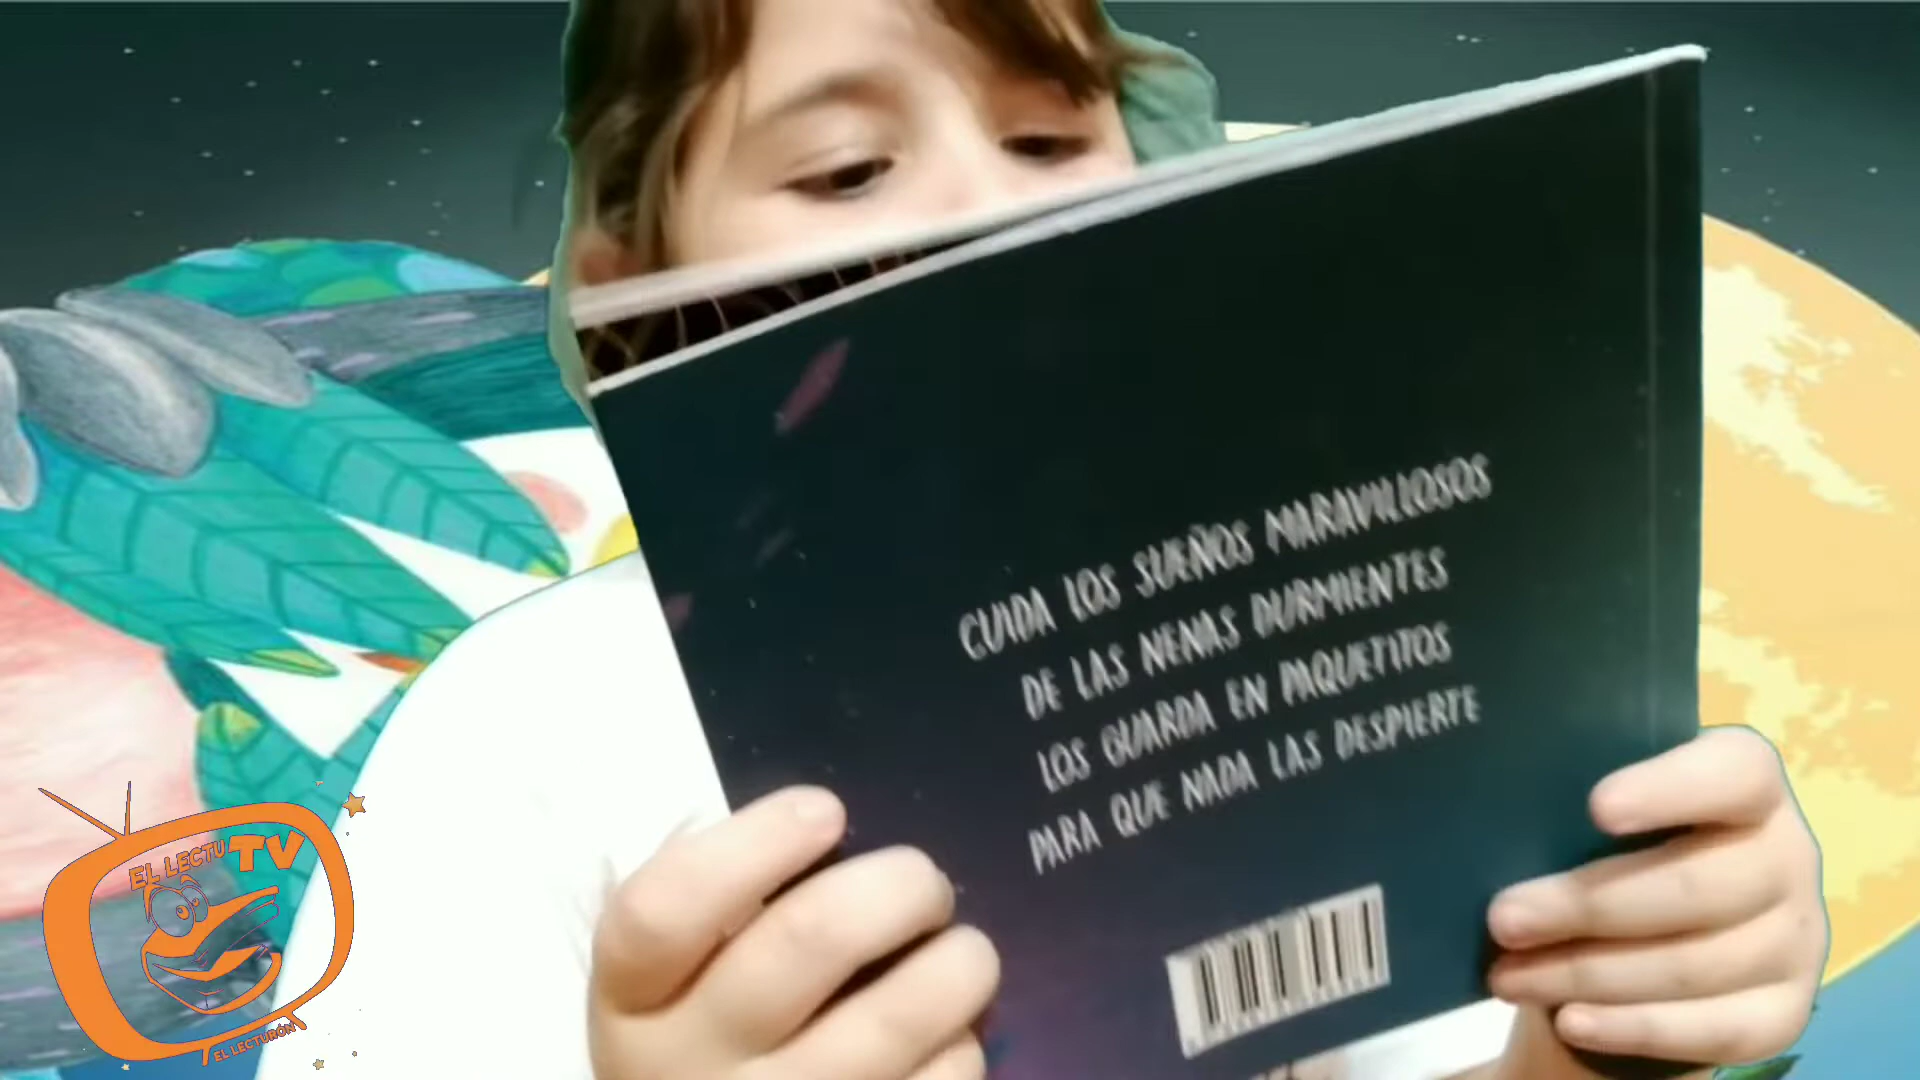 CUIDA LOS SUEÑOS MARAVILLOSOS
DE LAS NENAS DURMIENTES
LOS GUARDA EN PAQUETITOS
PARA QUE NADA LAS DESPIERTE
EL LECTU TV
EL LECTURÓN